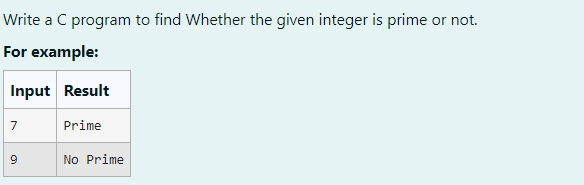 Write a C program to find Whether the given integer is prime or not.
For example:
Input Result
7 Prime
9 No Prime